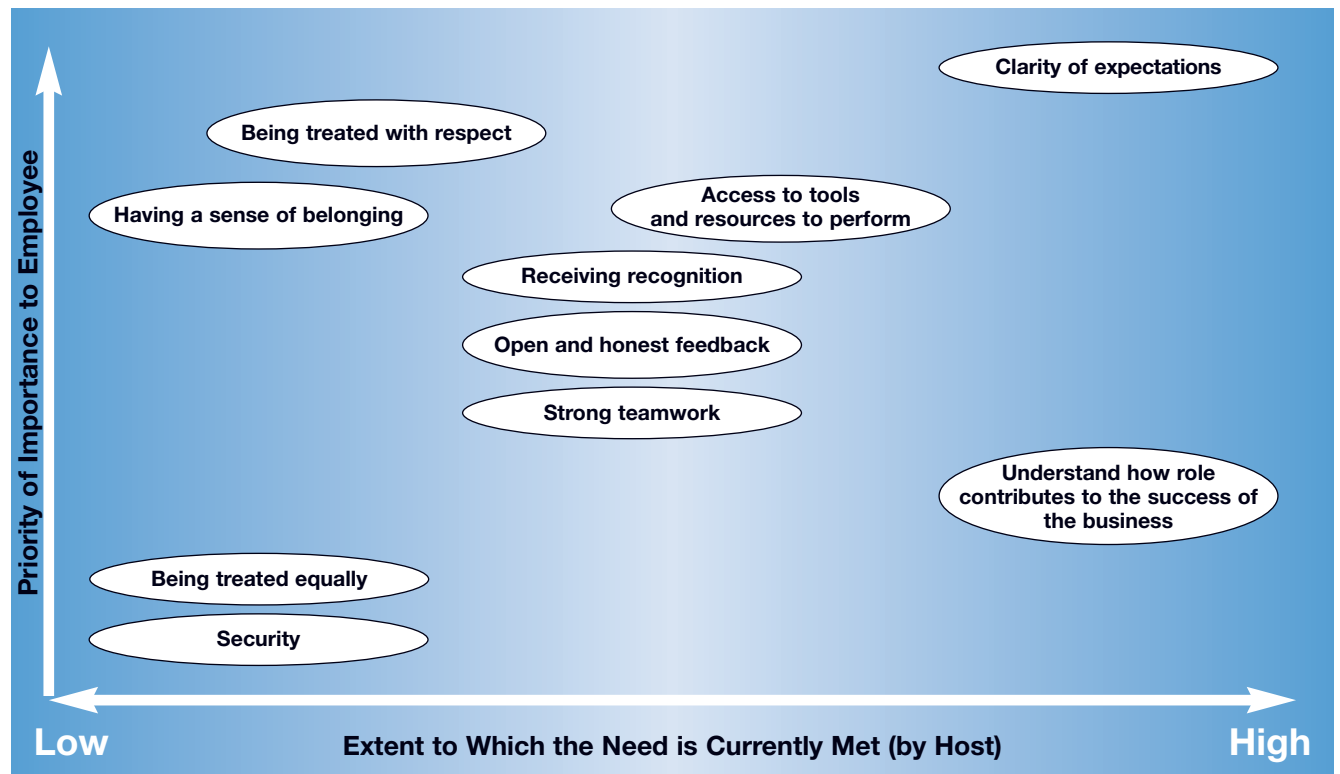 Clarity of expectations
Being treated with respect
Access to tools
and resources to perform
Having a sense of belonging
Receiving recognition
Open and honest feedback
Strong teamwork
Understand how role
contributes to the success of
the business
Being treated equally
Security
Priority of Importance to Employee
Low
Extent to Which the Need is Currently Met (by Host)
High